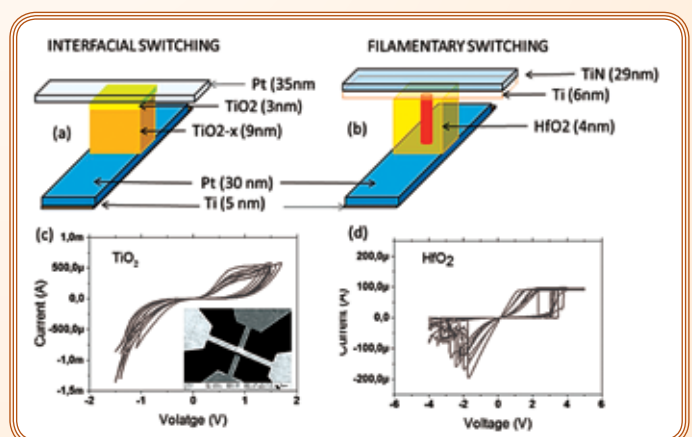 INTERFACIAL SWITCHING
FILAMENTARY SWITCHING
Pt (35nm
TiO2 (3nm)
TiO2-x (9nm)
(a)
TiN (29nm)
Ti (6nm)
HfO2 (4nm)
(b)
Pt (30 nm)
Ti (5 nm)
(c)
1,0m
500,0µ
0,0
-500,0µ
-1,0m
-1,5m
Current (A)
TiO2
-2
-1
0
1
2
Volatge (V)
(d)
200,0µ
100,0µ
0,0
-100,0µ
-200,0µ
Current (A)
HfO2
-6
-4
-2
0
2
4
6
Voltage (V)